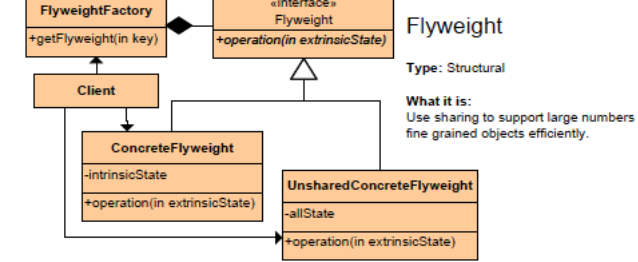 FlyweightFactory
+getFlyweight(in key)
«interface»
Flyweight
+operation(in extrinsicState)
Client
ConcreteFlyweight
-intrinsicState
+operation(in extrinsicState)
UnsharedConcreteFlyweight
-allState
+operation(in extrinsicState)
Flyweight
Type: Structural
What it is:
Use sharing to support large numbers
fine grained objects efficiently.